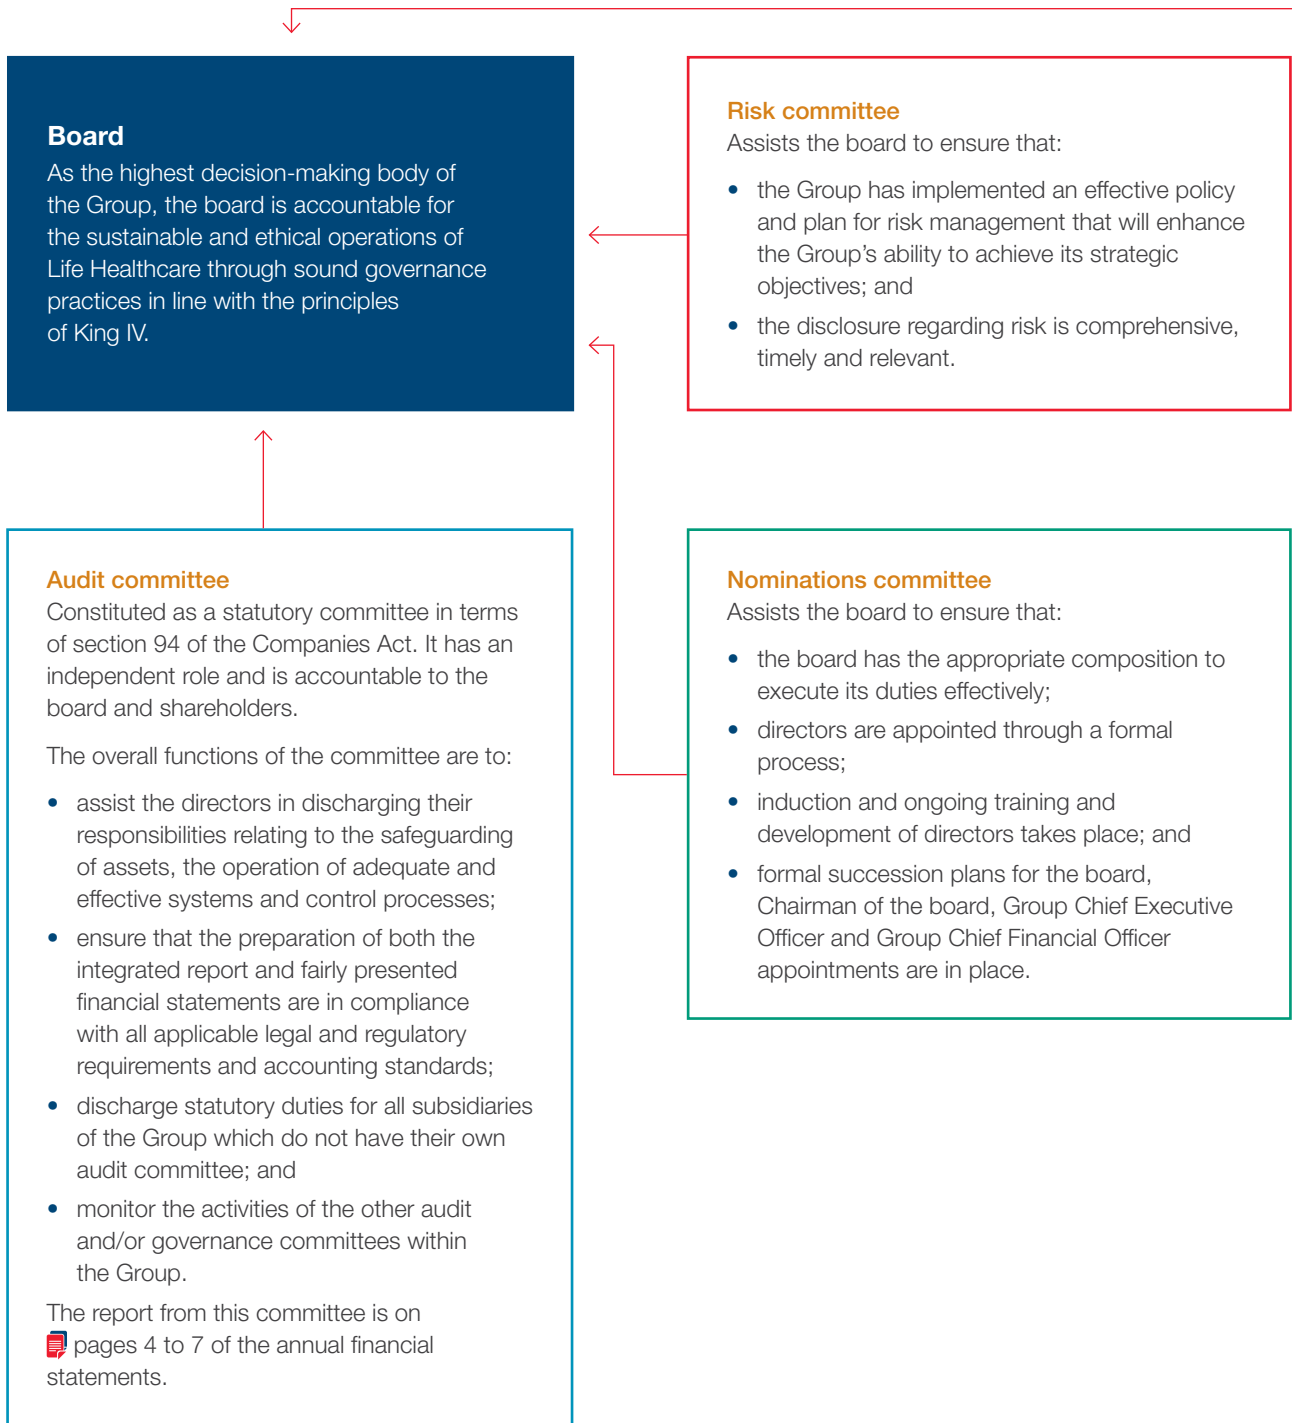 Board
As the highest decision-making body of
the Group, the board is accountable for
the sustainable and ethical operations of
Life Healthcare through sound governance
practices in line with the principles
of King IV.
Risk committee
Assists the board to ensure that:
• the Group has implemented an effective policy
and plan for risk management that will enhance
the Group's ability to achieve its strategic
objectives; and
• the disclosure regarding risk is comprehensive,
timely and relevant.
Audit committee
Constituted as a statutory committee in terms
of section 94 of the Companies Act. It has an
independent role and is accountable to the
board and shareholders.
The overall functions of the committee are to:
• assist the directors in discharging their
responsibilities relating to the safeguarding
of assets, the operation of adequate and
effective systems and control processes;
• ensure that the preparation of both the
integrated report and fairly presented
financial statements are in compliance
with all applicable legal and regulatory
requirements and accounting standards;
• discharge statutory duties for all subsidiaries
of the Group which do not have their own
audit committee; and
• monitor the activities of the other audit
and/or governance committees within
the Group.
The report from this committee is on
pages 4 to 7 of the annual financial
statements.
Nominations committee
Assists the board to ensure that:
• the board has the appropriate composition to
execute its duties effectively;
• directors are appointed through a formal
process;
• induction and ongoing training and
development of directors takes place; and
• formal succession plans for the board,
Chairman of the board, Group Chief Executive
Officer and Group Chief Financial Officer
appointments are in place.